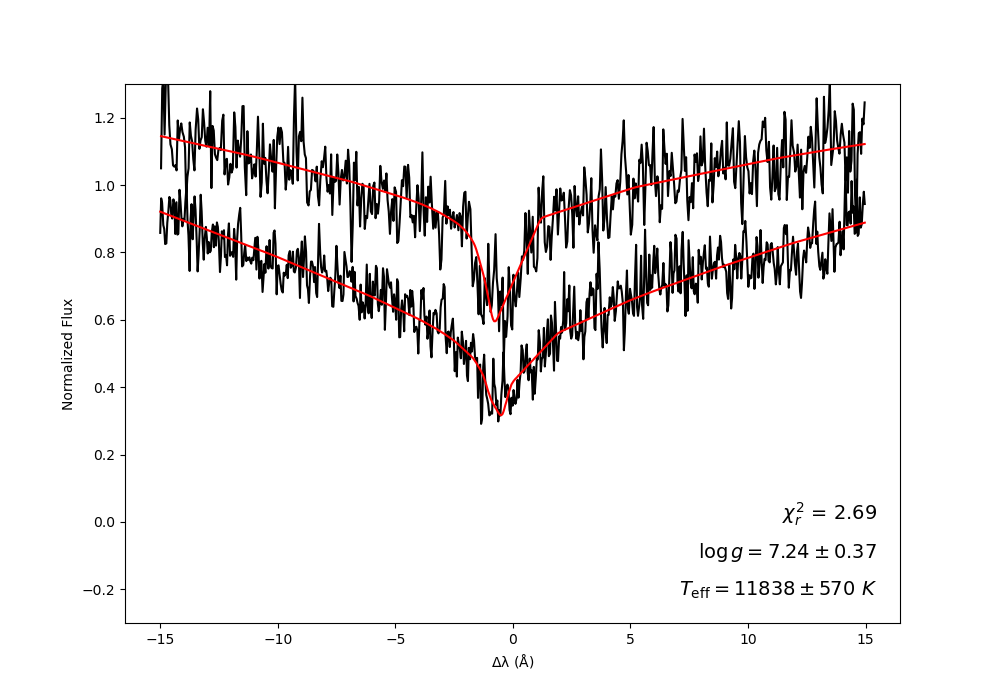 1.2
1.0
0.8
0.6
0.4
0.2
0.0
−0.2
Normalized Flux
χ²ᵣ = 2.69
log g = 7.24 ± 0.37
T_eff = 11838 ± 570 K
−15 −10 −5 0 5 10 15
Δλ (Å)